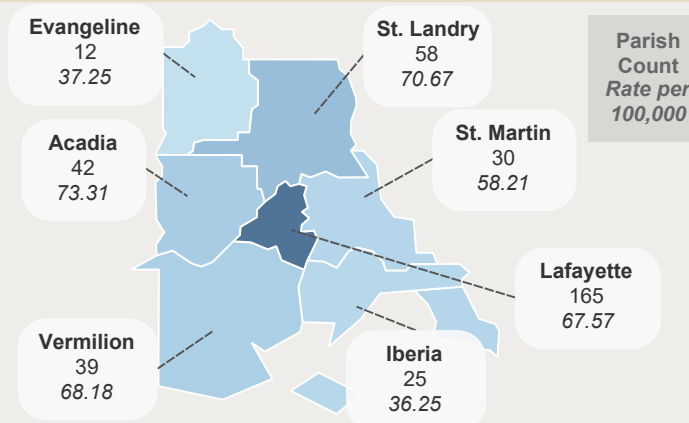 Evangeline
12
37.25
St. Landry
58
70.67
Parish
Count
Rate per
100,000
Acadia
42
73.31
St. Martin
30
58.21
Lafayette
165
67.57
Vermilion
39
68.18
Iberia
25
36.25